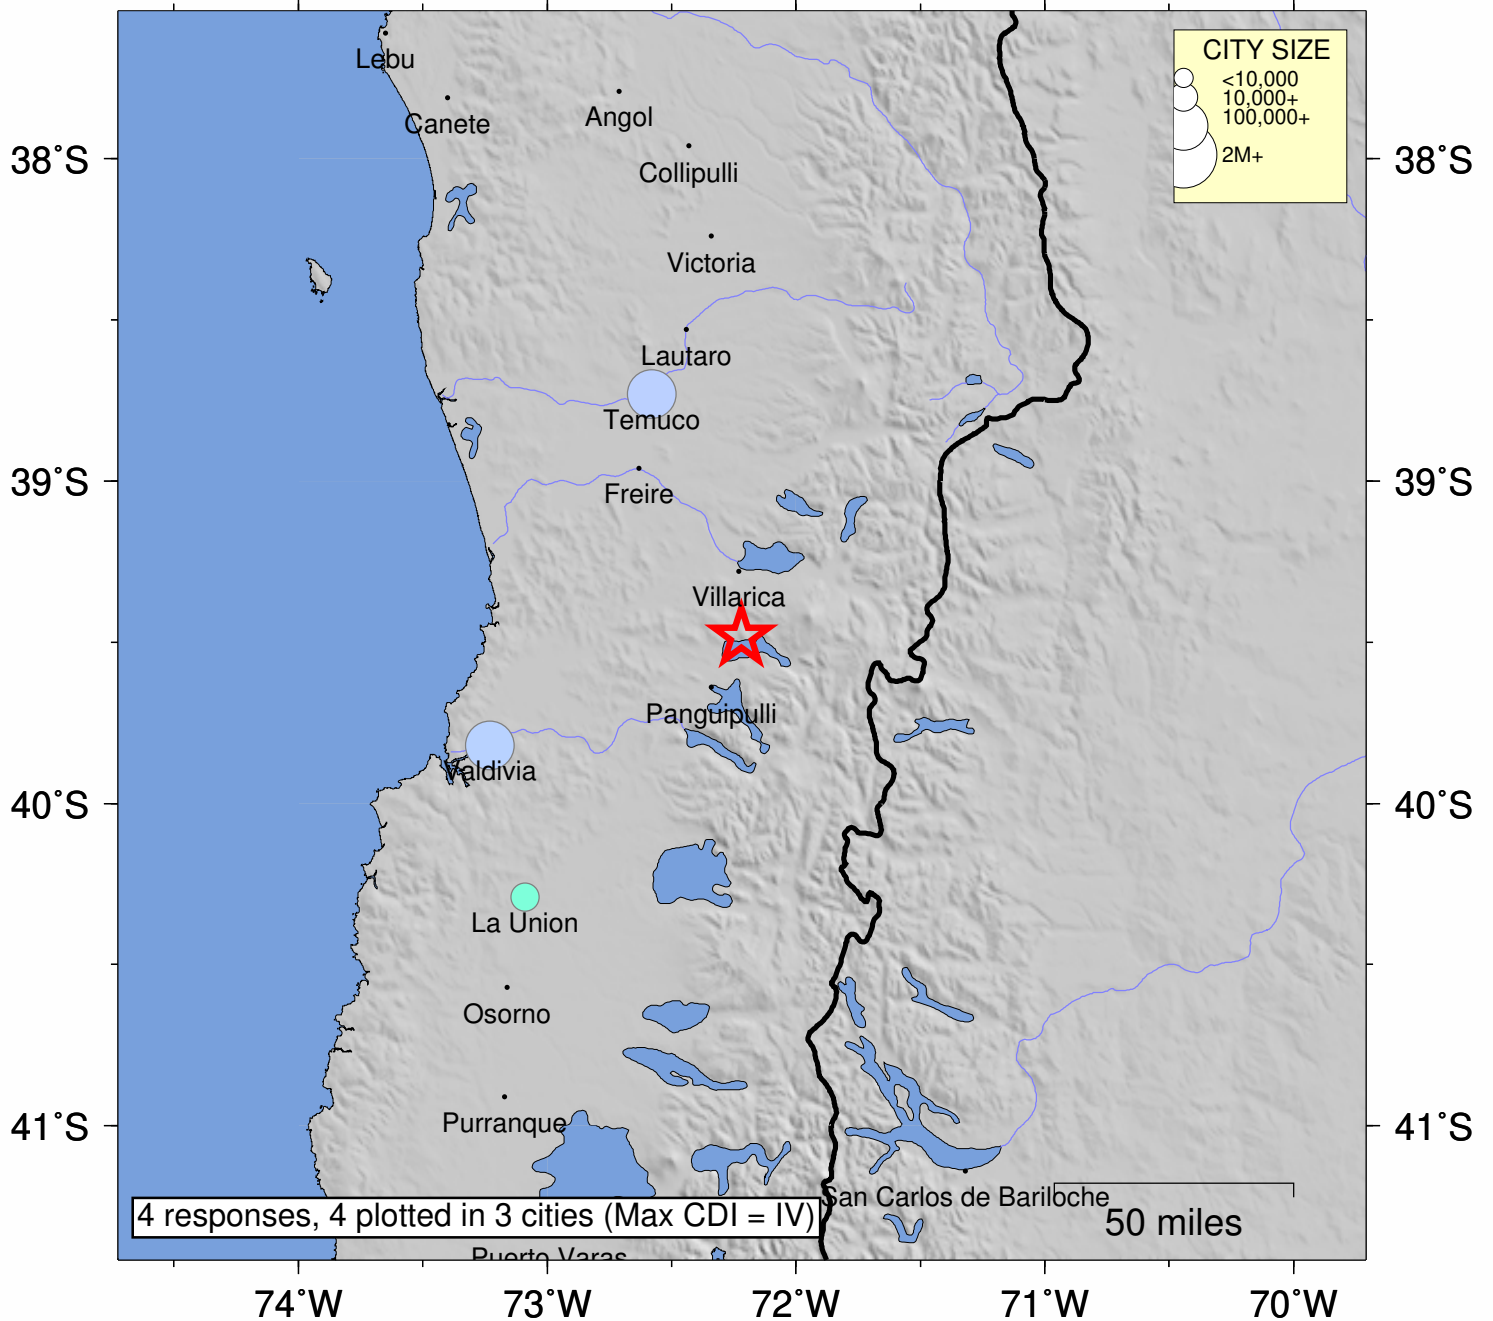 Lebu
Canete
Angol
Collipulli
Victoria
Lautaro
Temuco
Freire
Villarica
Panguipulli
Valdivia
La Union
Osorno
Purranque
San Carlos de Bariloche
Puerto Varas
CITY SIZE
<10,000
10,000+
100,000+
2M+
38°S
38°S
39°S
39°S
40°S
40°S
41°S
41°S
4 responses, 4 plotted in 3 cities (Max CDI = IV)
50 miles
74°W
73°W
72°W
71°W
70°W